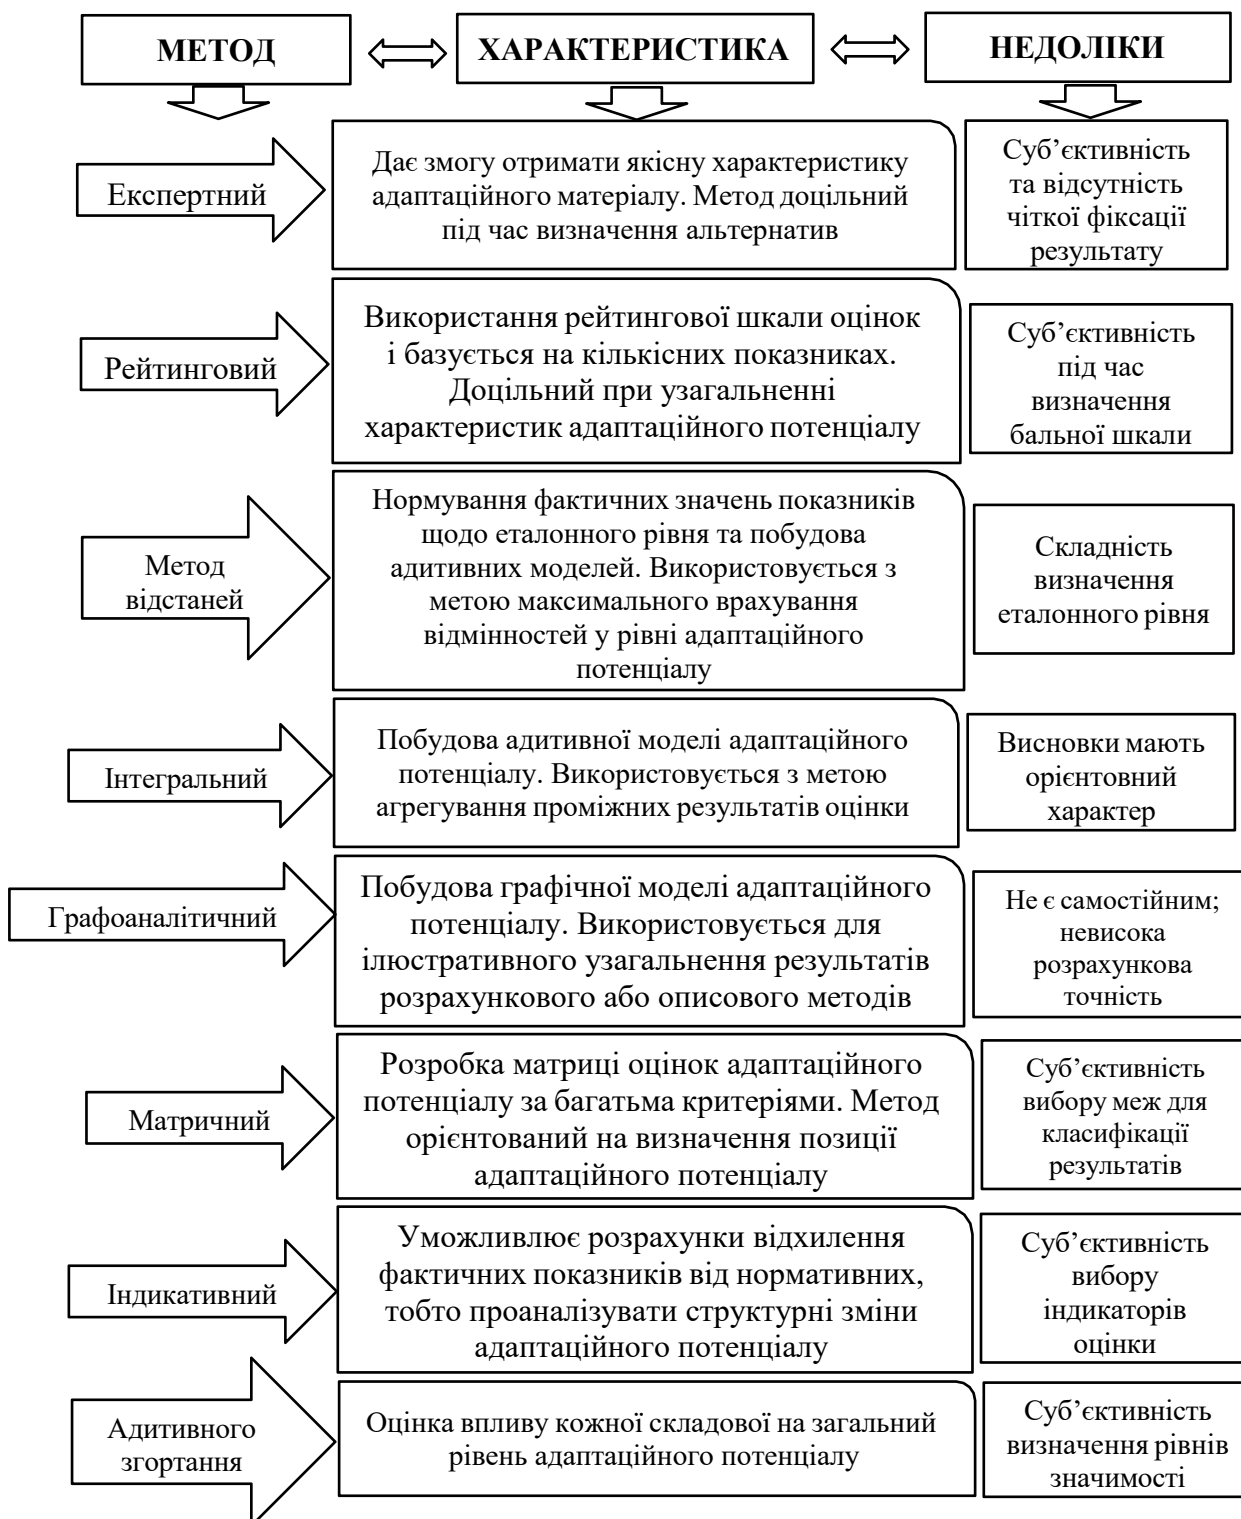 МЕТОД
ХАРАКТЕРИСТИКА
НЕДОЛІКИ
Експертний
Дає змогу отримати якісну характеристику
адаптаційного матеріалу. Метод доцільний
під час визначення альтернатив
Суб’єктивність
та відсутність
чіткої фіксації
результату
Рейтинговий
Використання рейтингової шкали оцінок
і базується на кількісних показниках.
Доцільний при узагальненні
характеристик адаптаційного потенціалу
Суб’єктивність
під час
визначення
бальної шкали
Метод
відстаней
Нормування фактичних значень показників
щодо еталонного рівня та побудова
адитивних моделей. Використовується з
метою максимального врахування
відмінностей у рівні адаптаційного
потенціалу
Складність
визначення
еталонного рівня
Інтегральний
Побудова адитивної моделі адаптаційного
потенціалу. Використовується з метою
агрегування проміжних результатів оцінки
Висновки мають
орієнтовний
характер
Графоаналітичний
Побудова графічної моделі адаптаційного
потенціалу. Використовується для
ілюстративного узагальнення результатів
розрахункового або описового методів
Не є самостійним;
невисока
розрахункова
точність
Матричний
Розробка матриці оцінок адаптаційного
потенціалу за багатьма критеріями. Метод
орієнтований на визначення позиції
адаптаційного потенціалу
Суб’єктивність
вибору меж для
класифікації
результатів
Індикативний
Уможливлює розрахунки відхилення
фактичних показників від нормативних,
тобто проаналізувати структурні зміни
адаптаційного потенціалу
Суб’єктивність
вибору
індикаторів
оцінки
Адитивного
згортання
Оцінка впливу кожної складової на загальний
рівень адаптаційного потенціалу
Суб’єктивність
визначення рівнів
значимості